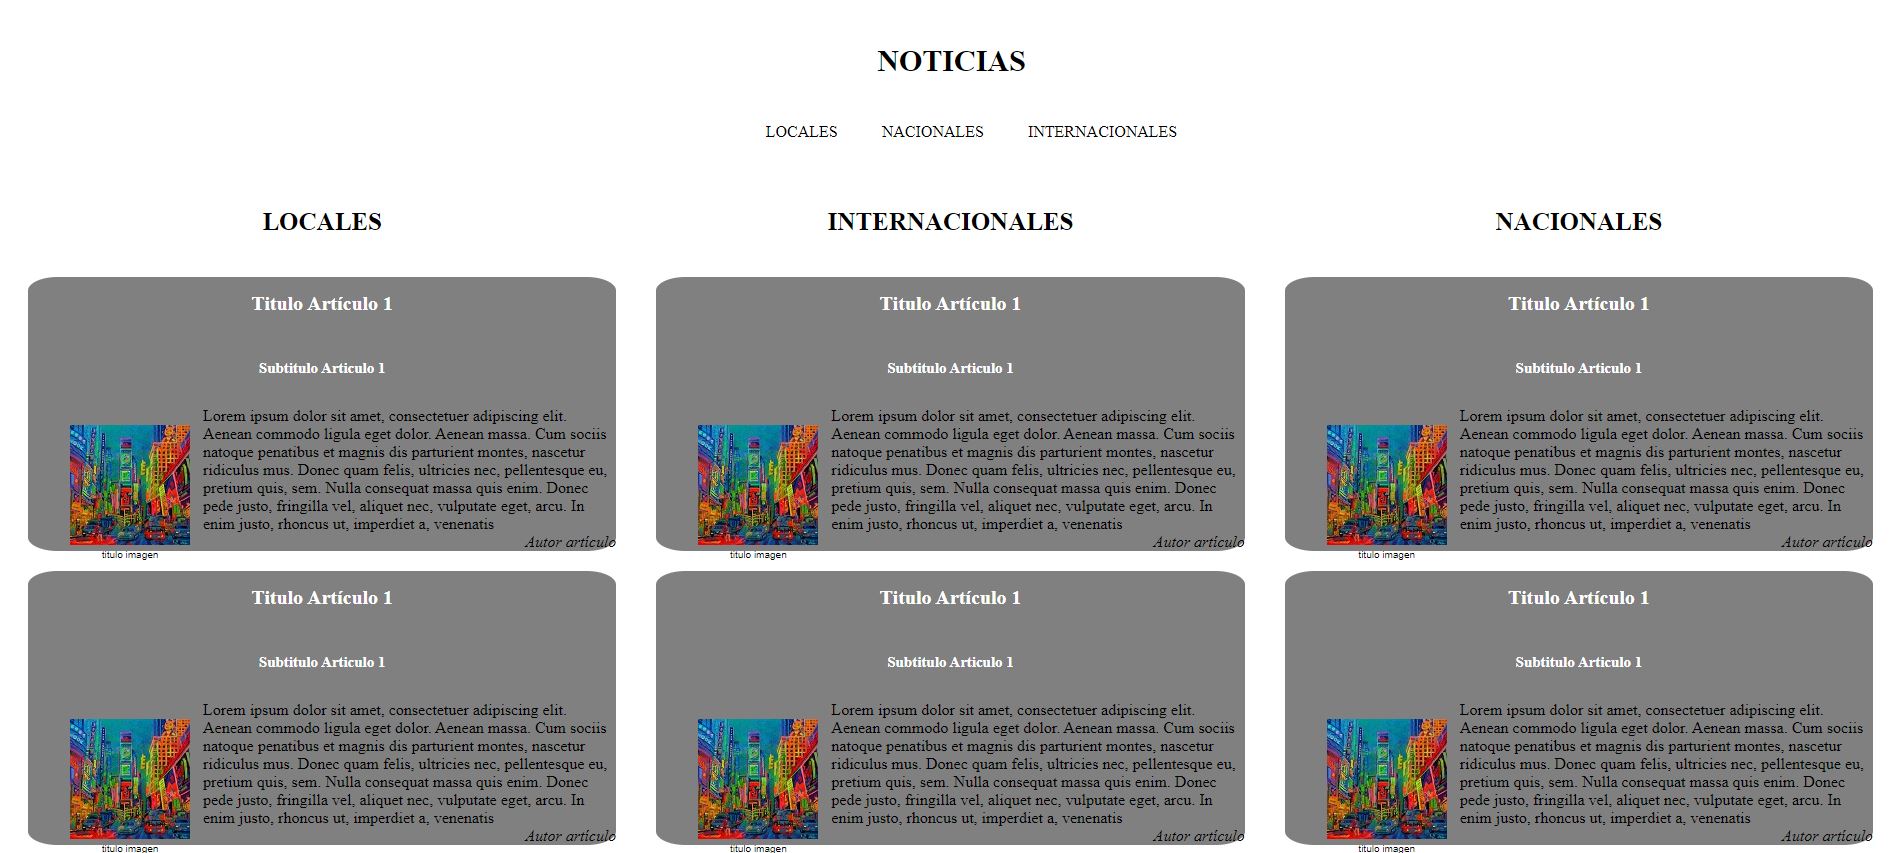 NOTICIAS
LOCALES NACIONALES INTERNACIONALES
LOCALES
Titulo Artículo 1
Subtitulo Articulo 1
Lorem ipsum dolor sit amet, consectetuer adipiscing elit.
Aenean commodo ligula eget dolor. Aenean massa. Cum sociis
natoque penatibus et magnis dis parturient montes, nascetur
ridiculus mus. Donec quam felis, ultricies nec, pellentesque eu,
pretium quis, sem. Nulla consequat massa quis enim. Donec
pede justo, fringilla vel, aliquet nec, vulputate eget, arcu. In
enim justo, rhoncus ut, imperdiet a, venenatis
Autor artículo
titulo imagen
Titulo Artículo 1
Subtitulo Articulo 1
Lorem ipsum dolor sit amet, consectetuer adipiscing elit.
Aenean commodo ligula eget dolor. Aenean massa. Cum sociis
natoque penatibus et magnis dis parturient montes, nascetur
ridiculus mus. Donec quam felis, ultricies nec, pellentesque eu,
pretium quis, sem. Nulla consequat massa quis enim. Donec
pede justo, fringilla vel, aliquet nec, vulputate eget, arcu. In
enim justo, rhoncus ut, imperdiet a, venenatis
Autor artículo
titulo imagen
INTERNACIONALES
Titulo Artículo 1
Subtitulo Articulo 1
Lorem ipsum dolor sit amet, consectetuer adipiscing elit.
Aenean commodo ligula eget dolor. Aenean massa. Cum sociis
natoque penatibus et magnis dis parturient montes, nascetur
ridiculus mus. Donec quam felis, ultricies nec, pellentesque eu,
pretium quis, sem. Nulla consequat massa quis enim. Donec
pede justo, fringilla vel, aliquet nec, vulputate eget, arcu. In
enim justo, rhoncus ut, imperdiet a, venenatis
Autor artículo
titulo imagen
Titulo Artículo 1
Subtitulo Articulo 1
Lorem ipsum dolor sit amet, consectetuer adipiscing elit.
Aenean commodo ligula eget dolor. Aenean massa. Cum sociis
natoque penatibus et magnis dis parturient montes, nascetur
ridiculus mus. Donec quam felis, ultricies nec, pellentesque eu,
pretium quis, sem. Nulla consequat massa quis enim. Donec
pede justo, fringilla vel, aliquet nec, vulputate eget, arcu. In
enim justo, rhoncus ut, imperdiet a, venenatis
Autor artículo
titulo imagen
NACIONALES
Titulo Artículo 1
Subtitulo Articulo 1
Lorem ipsum dolor sit amet, consectetuer adipiscing elit.
Aenean commodo ligula eget dolor. Aenean massa. Cum sociis
natoque penatibus et magnis dis parturient montes, nascetur
ridiculus mus. Donec quam felis, ultricies nec, pellentesque eu,
pretium quis, sem. Nulla consequat massa quis enim. Donec
pede justo, fringilla vel, aliquet nec, vulputate eget, arcu. In
enim justo, rhoncus ut, imperdiet a, venenatis
Autor artículo
titulo imagen
Titulo Artículo 1
Subtitulo Articulo 1
Lorem ipsum dolor sit amet, consectetuer adipiscing elit.
Aenean commodo ligula eget dolor. Aenean massa. Cum sociis
natoque penatibus et magnis dis parturient montes, nascetur
ridiculus mus. Donec quam felis, ultricies nec, pellentesque eu,
pretium quis, sem. Nulla consequat massa quis enim. Donec
pede justo, fringilla vel, aliquet nec, vulputate eget, arcu. In
enim justo, rhoncus ut, imperdiet a, venenatis
Autor artículo
titulo imagen